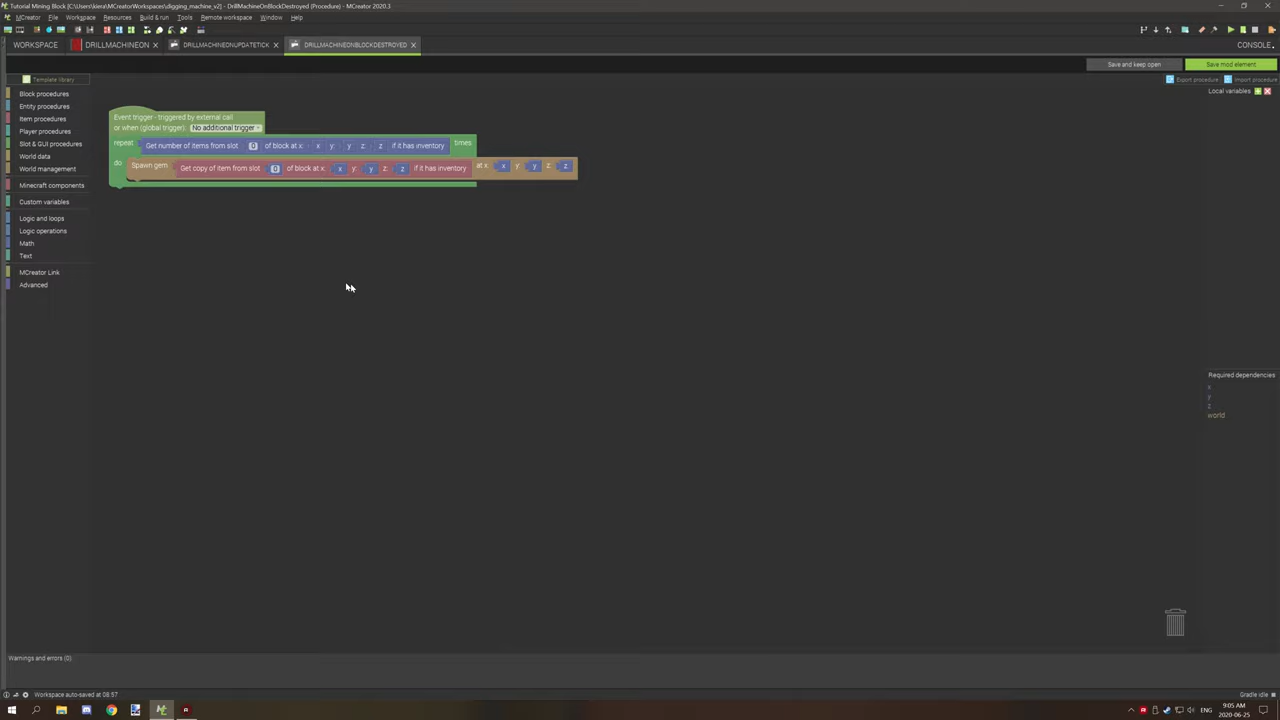 Tutorial Mining Block [C:\Users\kiera\MCreatorWorkspaces\digging_machine_v2] - DrillMachineOnBlockDestroyed (Procedure) - MCreator 2020.3
MCreator File Workspace Resources Build & run Tools Remote workspace Window Help
WORKSPACE DRILLMACHINEON DRILLMACHINEONUPDATETICK DRILLMACHINEONBLOCKDESTROYED CONSOLE
Save and keep open Save mod element
Template library Export procedure Import procedure
Local variables
Block procedures
Entity procedures
Item procedures
Player procedures
Slot & GUI procedures
World data
World management
Minecraft components
Custom variables
Logic and loops
Logic operations
Math
Text
MCreator Link
Advanced
Event trigger - triggered by external call
or when (global trigger): No additional trigger
repeat Get number of items from slot 0 of block at x: x y: y z: z if it has inventory times
do Spawn gem Get copy of item from slot 0 of block at x: x y: y z: z if it has inventory at x: x y: y z: z
Required dependencies
x
y
z
world
Warnings and errors (0)
Workspace auto-saved at 08:57 Gradle idle
ENG 9:05 AM
2020-06-25